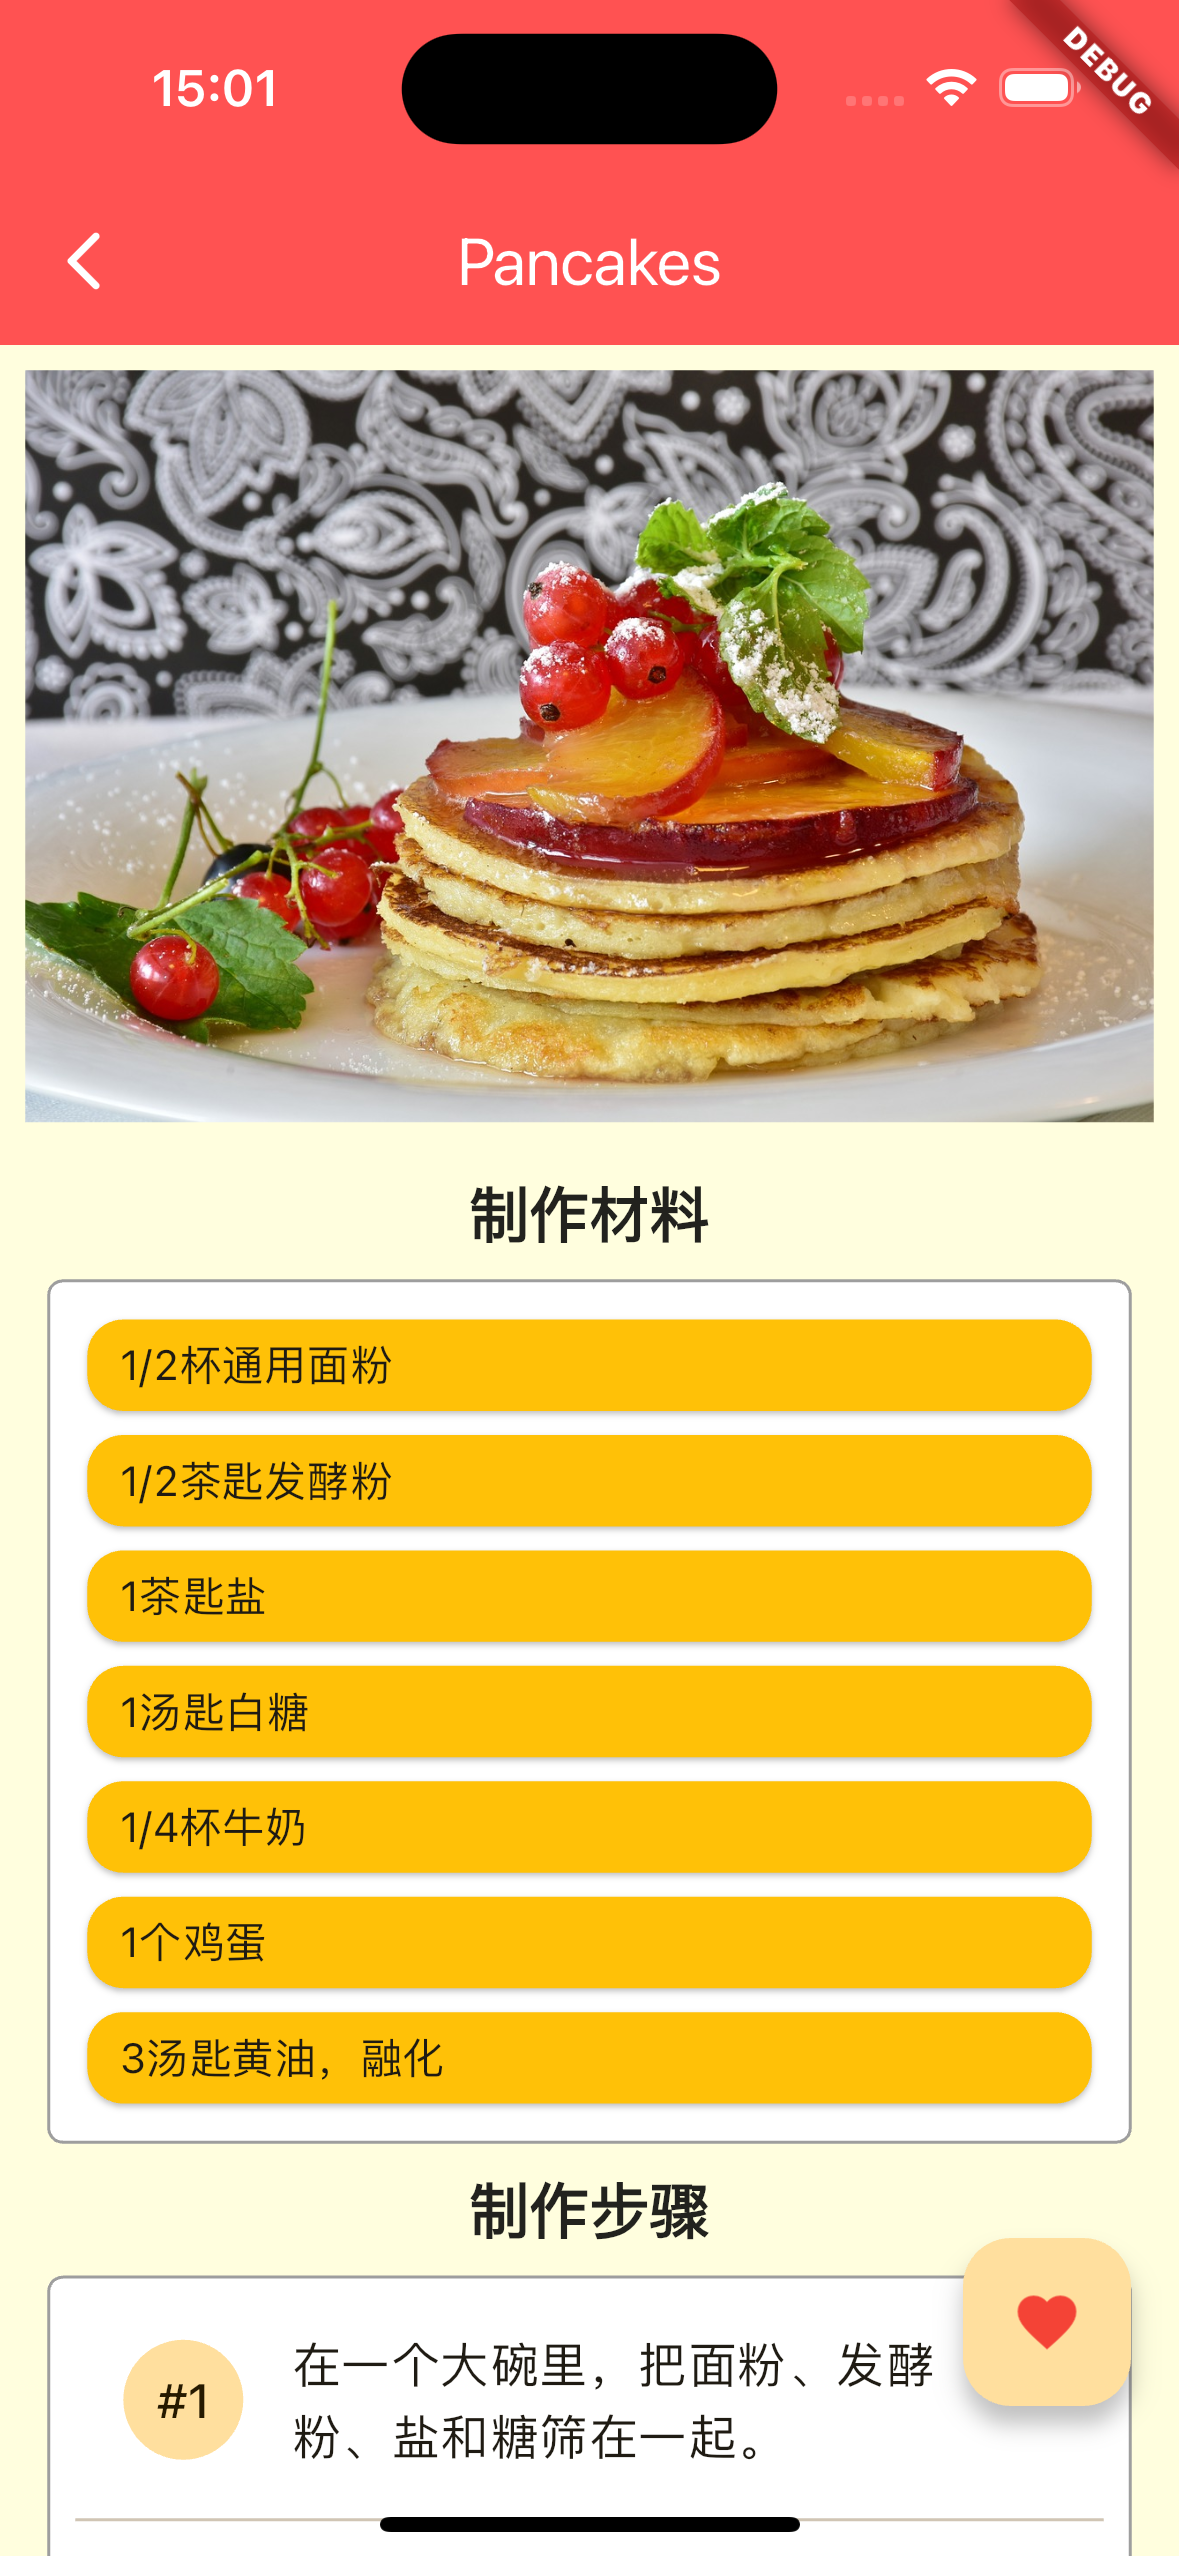 15:01
DEBUG
Pancakes
制作材料
1/2杯通用面粉
1/2茶匙发酵粉
1茶匙盐
1汤匙白糖
1/4杯牛奶
1个鸡蛋
3汤匙黄油，融化
制作步骤
#1
在一个大碗里，把面粉、发酵
粉、盐和糖筛在一起。